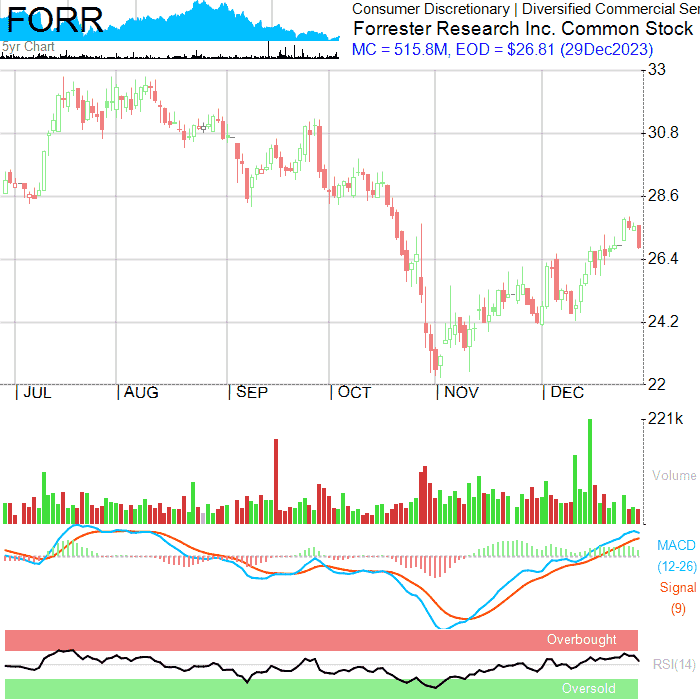 FORR
5yr Chart
Consumer Discretionary | Diversified Commercial Ser
Forrester Research Inc. Common Stock
MC = 515.8M, EOD = $26.81 (29Dec2023)
33
30.8
28.6
26.4
24.2
22
| JUL | AUG | SEP | OCT | NOV | DEC
221k
Volume
MACD
(12-26)
Signal
(9)
Overbought
RSI(14)
Oversold